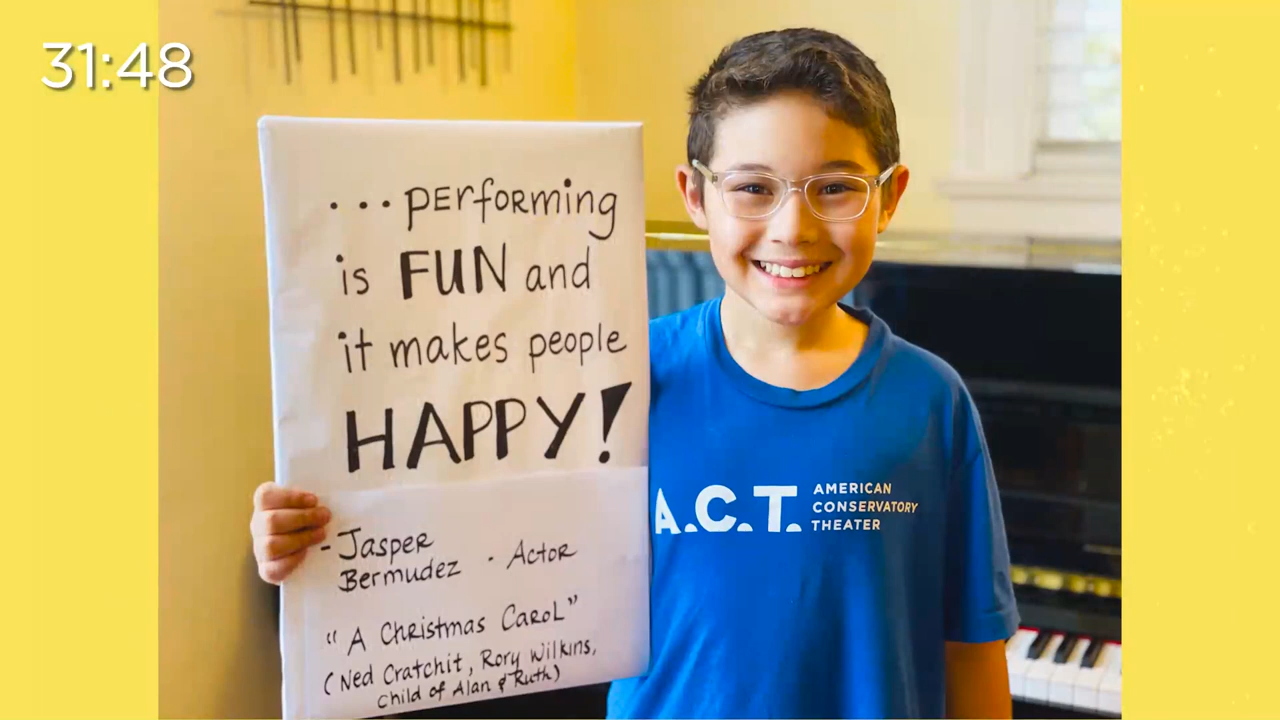 31:48
... performing
is FUN and
it makes people
HAPPY!
- Jasper
Bermudez - Actor
"A Christmas Carol"
(Ned Cratchit, Rory Wilkins,
Child of Alan & Ruth)
A.C.T. AMERICAN
CONSERVATORY
THEATER